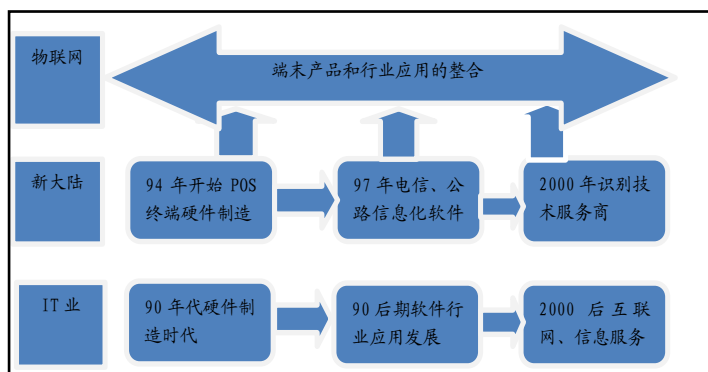 物联网
端末产品和行业应用的整合
新大陆
94 年开始 POS
终端硬件制造
97 年电信、公
路信息化软件
2000 年识别技
术服务商
IT 业
90 年代硬件制
造时代
90 后期软件行
业应用发展
2000 后互联
网、信息服务